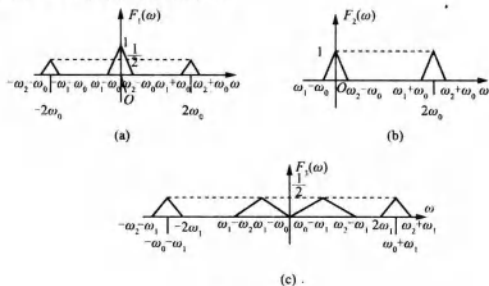 F₁(ω)
1
1/2
-ω₂-ω₀ -ω₁-ω₀ ω₁-ω₀ ω₂-ω₀ ω₁+ω₀ ω₂+ω₀ ω
-2ω₀ O 2ω₀
(a)
F₂(ω)
1
ω₁-ω₀ O ω₂-ω₀ ω₁+ω₀ ω₂+ω₀ ω
2ω₀
(b)
F₃(ω)
1/2
ω
-ω₂-ω₁ -2ω₁ ω₁-ω₂ ω₁-ω₀ ω₀-ω₁ ω₂-ω₁ 2ω₁ ω₂+ω₁
-ω₀-ω₁ ω₀+ω₁
(c)